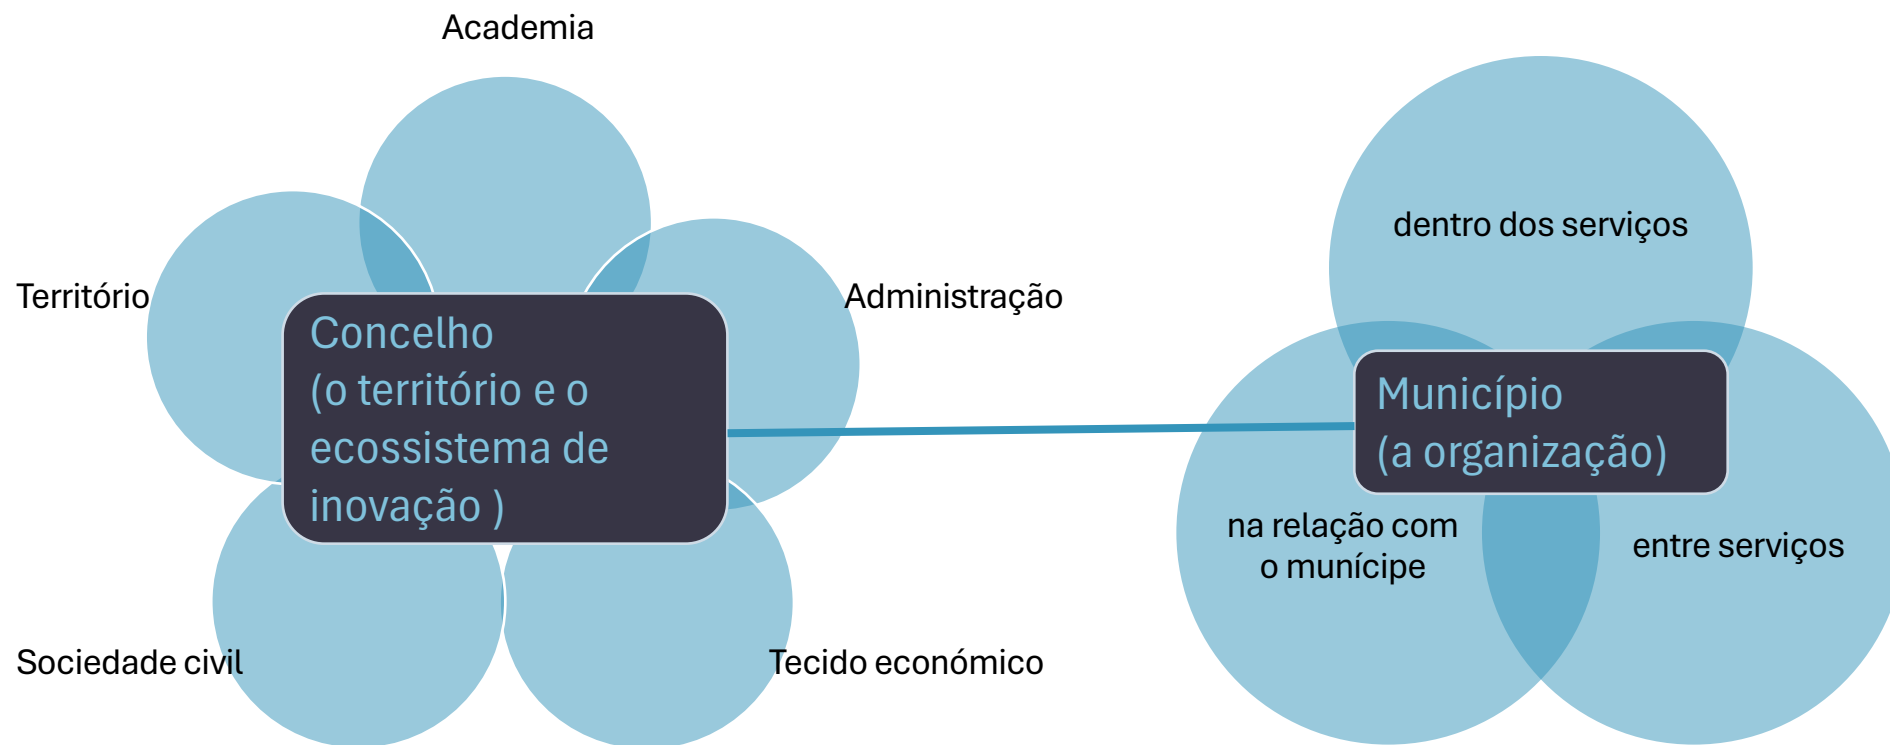 Academia
Território
Administração
Concelho
(o território e o
ecossistema de
inovação )
Sociedade civil
Tecido económico
dentro dos serviços
Município
(a organização)
na relação com
o munícipe
entre serviços